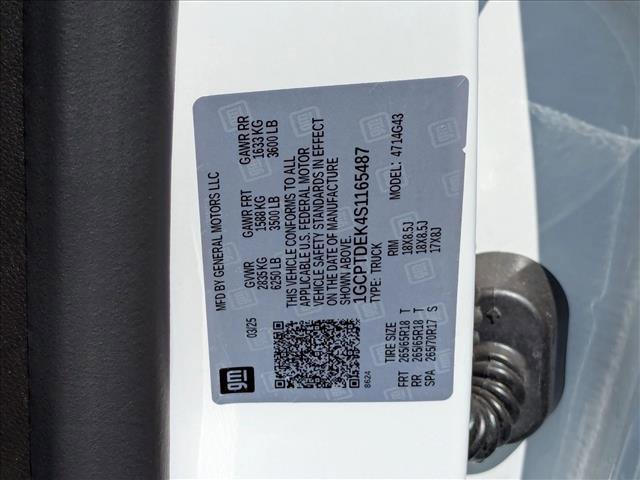 gm
MFD BY GENERAL MOTORS LLC
03/25 GVWR GAWR FRT GAWR RR
2835 KG 1588 KG 1633 KG
6250 LB 3500 LB 3600 LB
THIS VEHICLE CONFORMS TO ALL
APPLICABLE U.S. FEDERAL MOTOR
VEHICLE SAFETY STANDARDS IN EFFECT
ON THE DATE OF MANUFACTURE
SHOWN ABOVE.
1GCPTDEK4S1165487
TYPE: TRUCK MODEL: 4714G43
8624
TIRE SIZE RIM
FRT 265/65R18 T 18X8.5J
RR 265/65R18 T 18X8.5J
SPA 265/70R17 S 17X8J